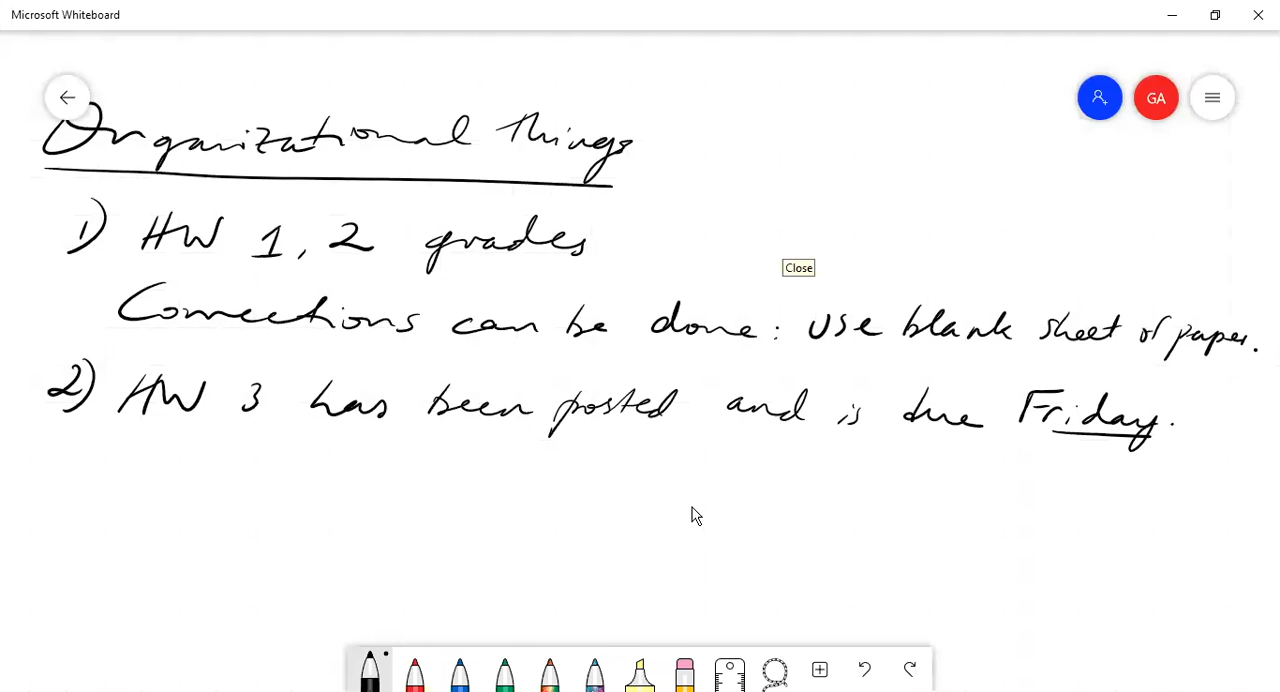 Microsoft Whiteboard
GA
Organizational Things
1) HW 1, 2 grades
Close
Corrections can be done: use blank sheet of paper.
2) HW 3 has been posted and is due Friday.